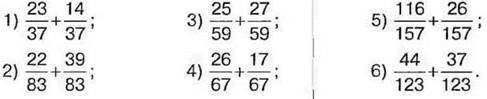 1) 23/37 + 14/37; 3) 25/59 + 27/59; 5) 116/157 + 26/157;
2) 22/83 + 39/83; 4) 26/67 + 17/67; 6) 44/123 + 37/123.